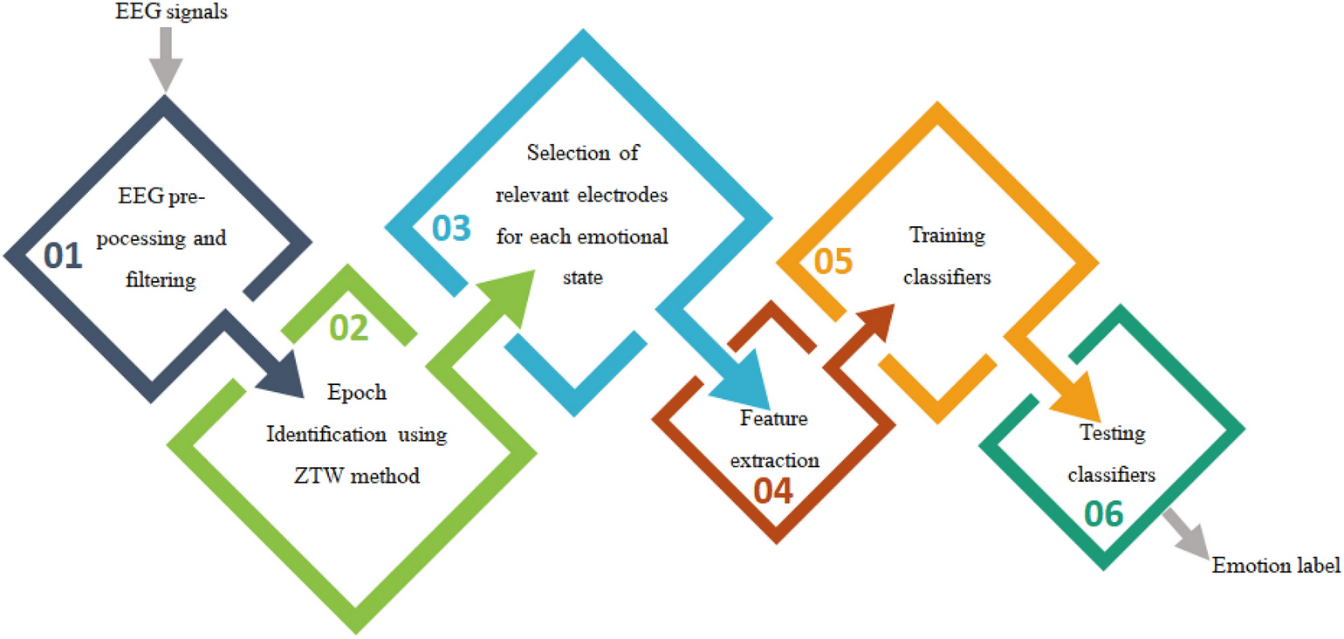 EEG signals
01
EEG pre-
pocessing and
filtering
02
Epoch
Identification using
ZTW method
03
Selection of
relevant electrodes
for each emotional
state
Feature
extraction
04
05
Training
classifiers
Testing
classifiers
06
Emotion label